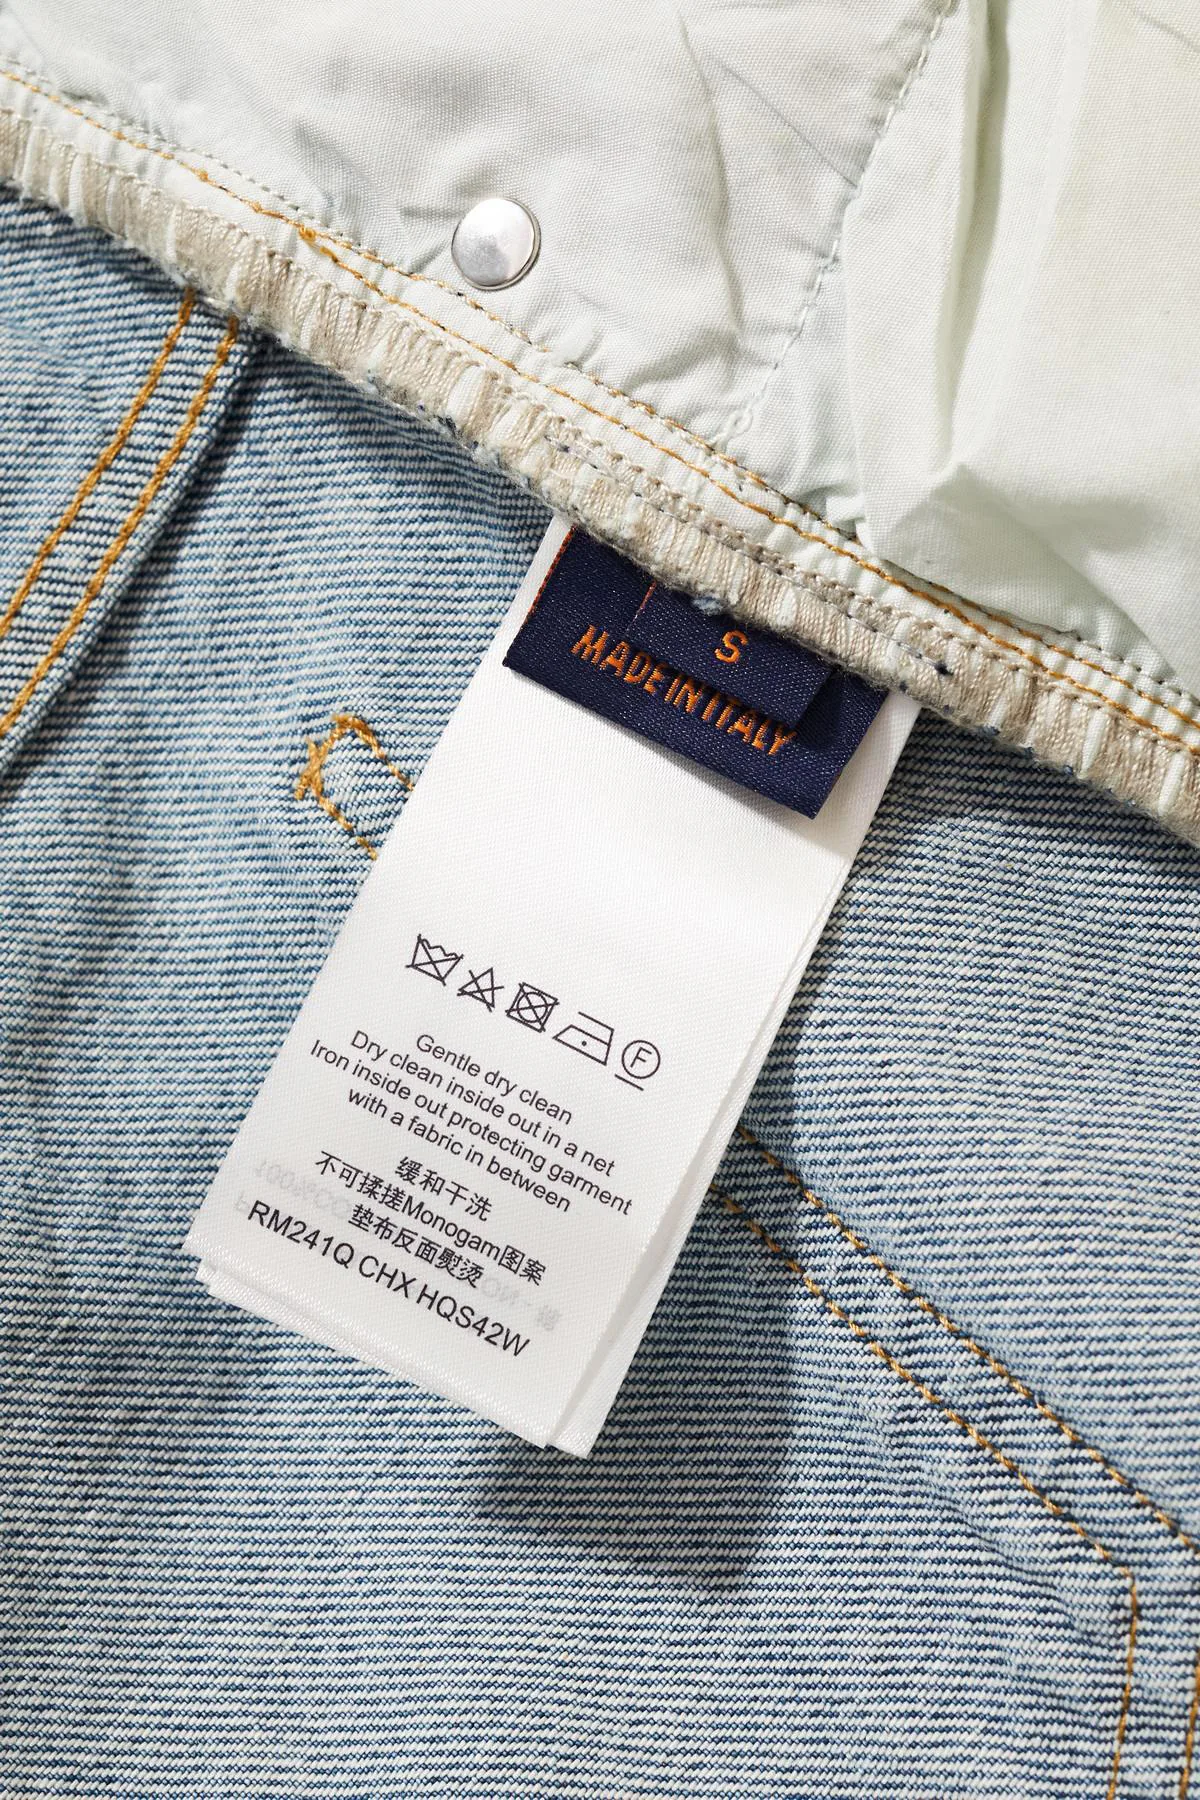 S
MADE IN ITALY
F
Gentle dry clean
Dry clean inside out in a net
Iron inside out protecting garment
with a fabric in between
缓和干洗
不可揉搓Monogam图案
垫布反面熨烫
RM241Q CHX HQS42W